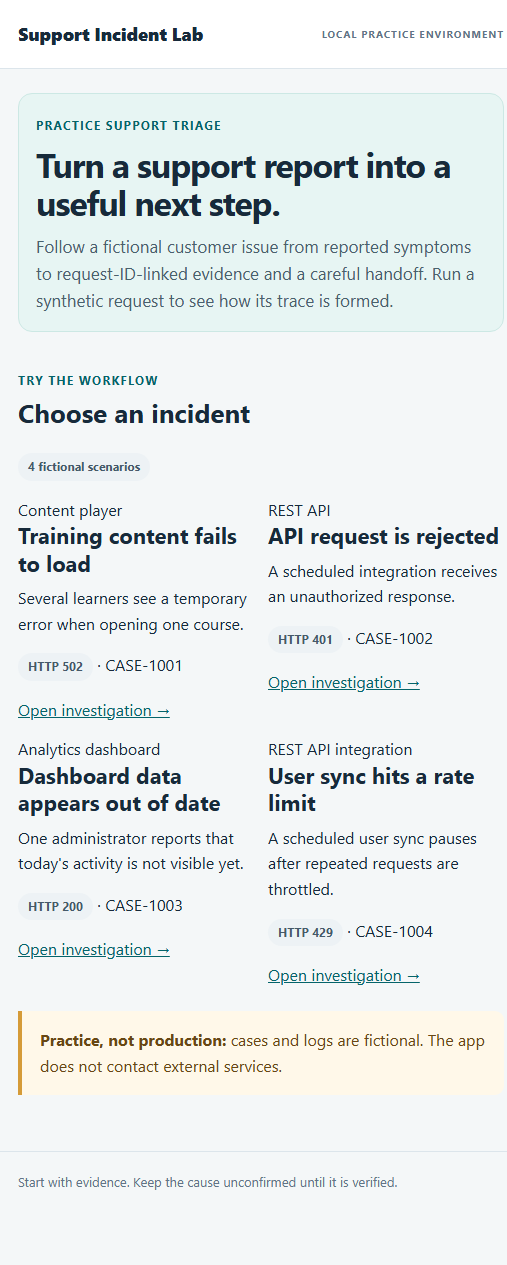 Support Incident Lab
LOCAL PRACTICE ENVIRONMENT
PRACTICE SUPPORT TRIAGE
Turn a support report into a
useful next step.
Follow a fictional customer issue from reported symptoms
to request-ID-linked evidence and a careful handoff. Run a
synthetic request to see how its trace is formed.
TRY THE WORKFLOW
Choose an incident
4 fictional scenarios
Content player
Training content fails
to load
Several learners see a temporary
error when opening one course.
HTTP 502 · CASE-1001
Open investigation →
REST API
API request is rejected
A scheduled integration receives
an unauthorized response.
HTTP 401 · CASE-1002
Open investigation →
Analytics dashboard
Dashboard data
appears out of date
One administrator reports that
today's activity is not visible yet.
HTTP 200 · CASE-1003
Open investigation →
REST API integration
User sync hits a rate
limit
A scheduled user sync pauses
after repeated requests are
throttled.
HTTP 429 · CASE-1004
Open investigation →
Practice, not production: cases and logs are fictional. The app
does not contact external services.
Start with evidence. Keep the cause unconfirmed until it is verified.